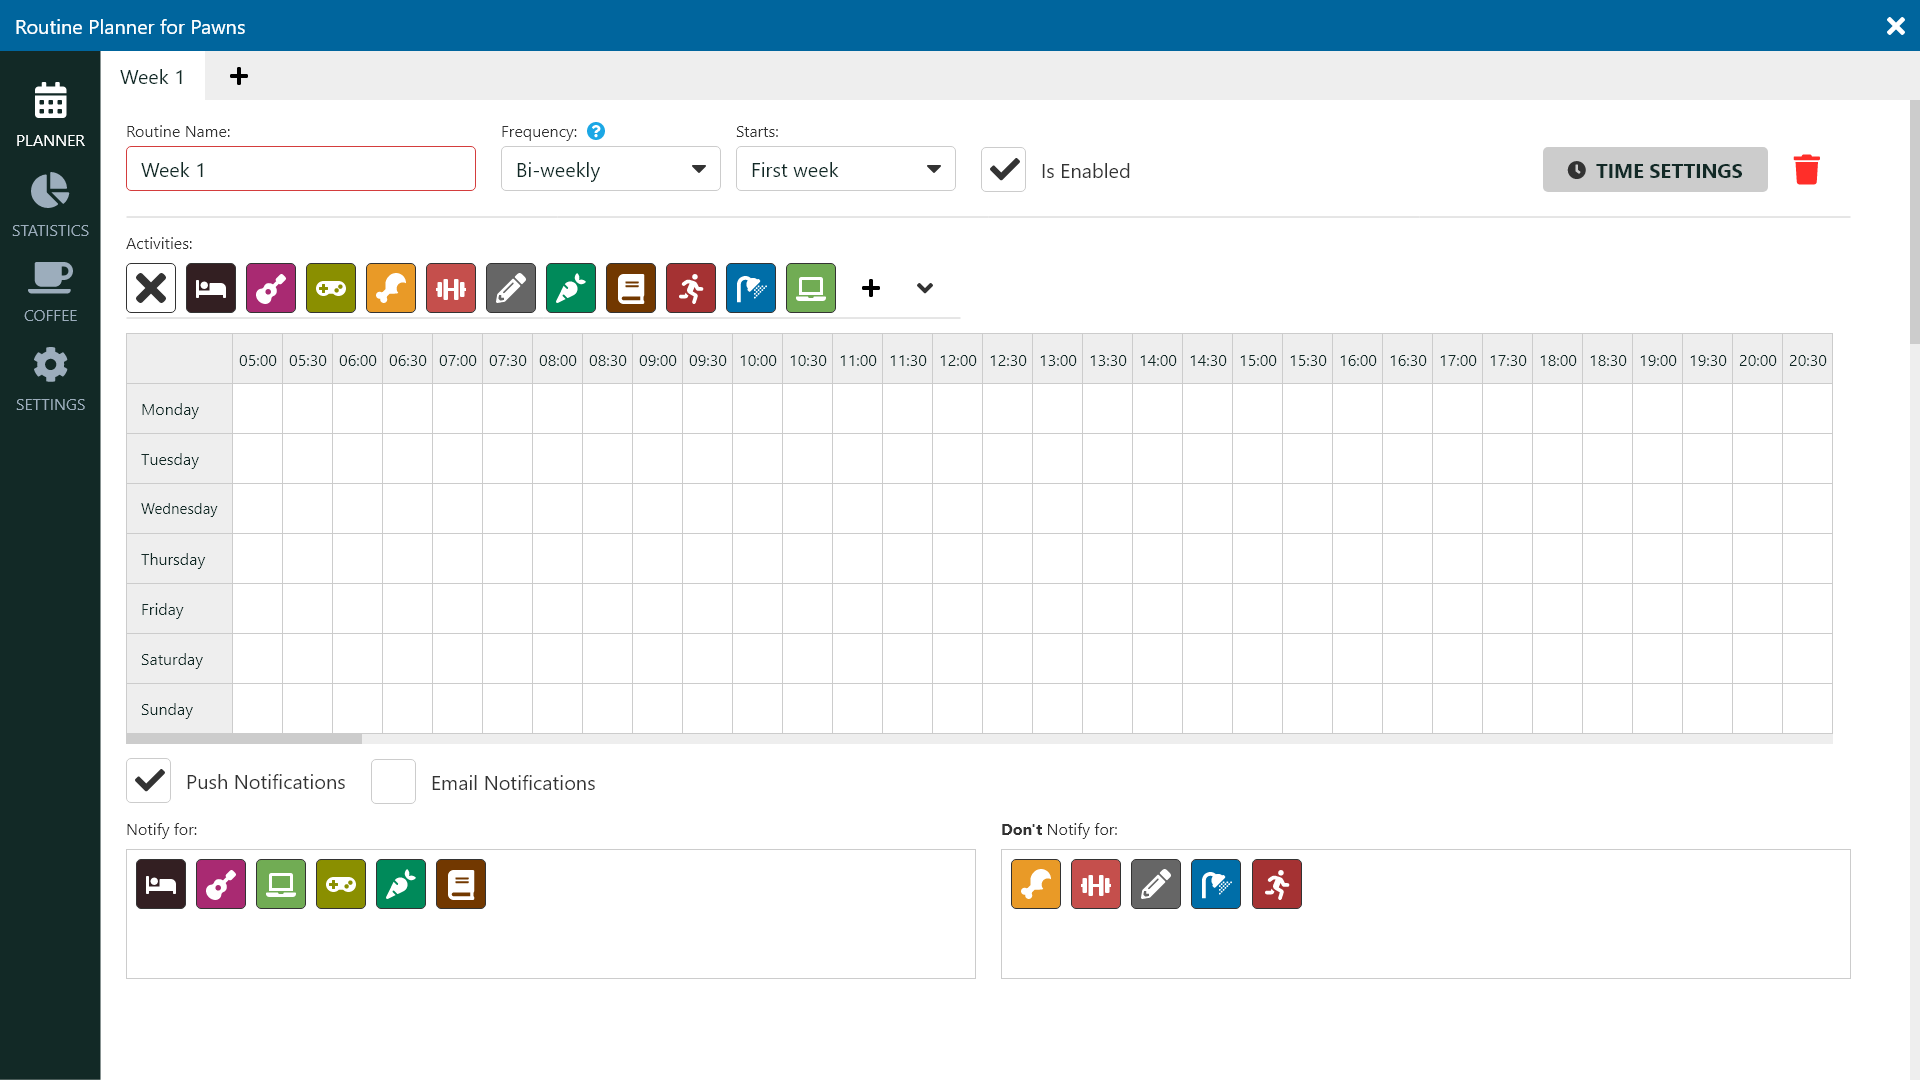 Routine Planner for Pawns
Week 1
PLANNER
STATISTICS
COFFEE
SETTINGS
Routine Name:
Frequency: ?
Starts:
Week 1
Bi-weekly
First week
Is Enabled
TIME SETTINGS
Activities:
05:00 05:30 06:00 06:30 07:00 07:30 08:00 08:30 09:00 09:30 10:00 10:30 11:00 11:30 12:00 12:30 13:00 13:30 14:00 14:30 15:00 15:30 16:00 16:30 17:00 17:30 18:00 18:30 19:00 19:30 20:00 20:30
Monday
Tuesday
Wednesday
Thursday
Friday
Saturday
Sunday
Push Notifications
Email Notifications
Notify for:
Don't Notify for: